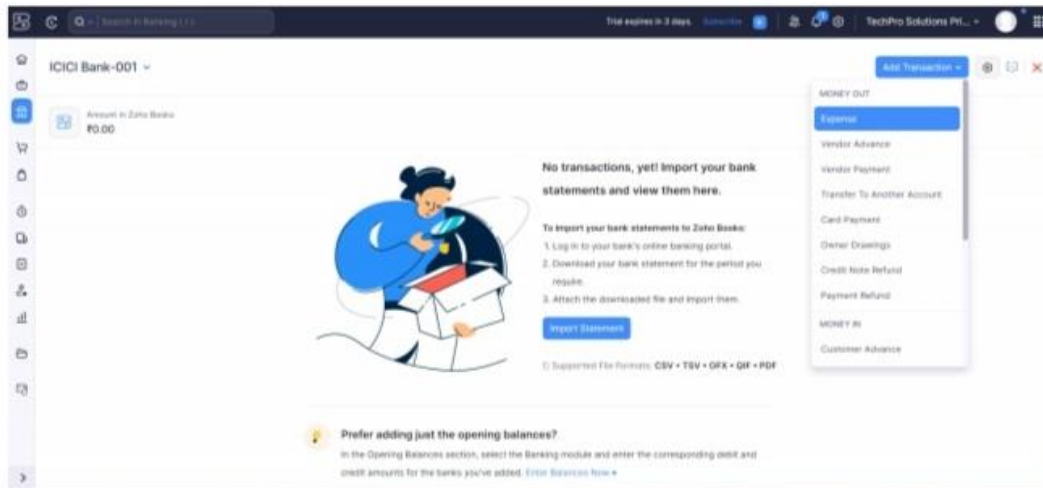 Search in Banking ( / )
Trial expires in 3 days. Subscribe
TechPro Solutions Pri...
ICICI Bank-001
Add Transaction
Amount in Zoho Books
₹0.00
MONEY OUT
Expense
Vendor Advance
Vendor Payment
Transfer To Another Account
Card Payment
Owner Drawings
Credit Note Refund
Payment Refund
MONEY IN
Customer Advance
No transactions, yet! Import your bank
statements and view them here.
To import your bank statements to Zoho Books:
1. Log in to your bank's online banking portal.
2. Download your bank statement for the period you
require.
3. Attach the downloaded file and import them.
Import Statement
Supported File Formats: CSV • TSV • OFX • QIF • PDF
Prefer adding just the opening balances?
In the Opening Balances section, select the Banking module and enter the corresponding debit and
credit amounts for the banks you've added. Enter Balances Now